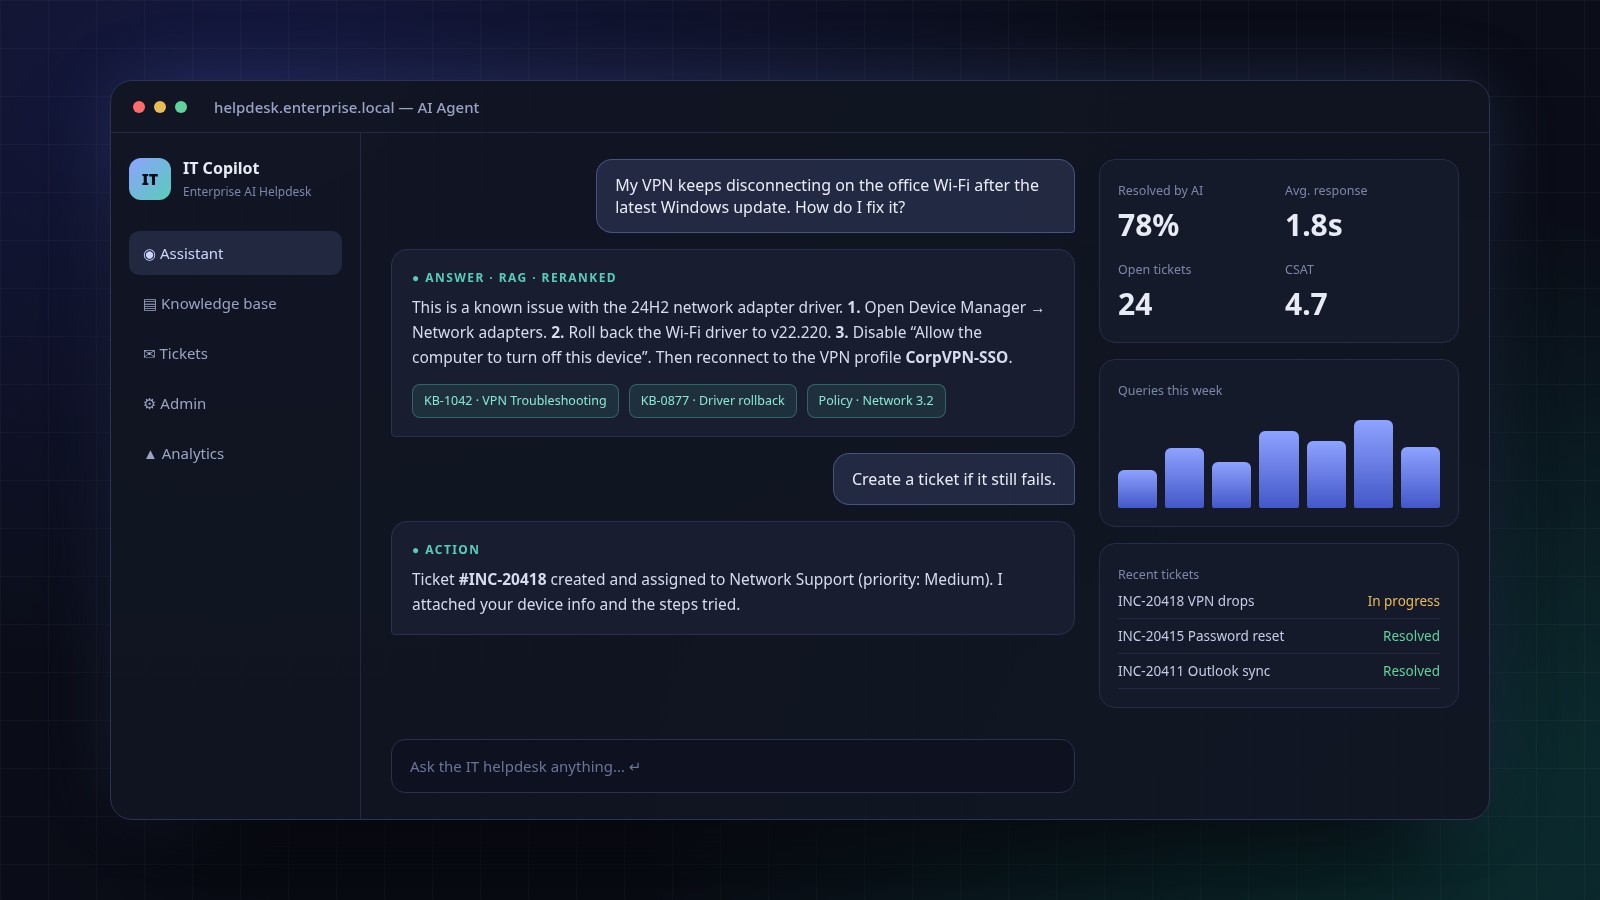 helpdesk.enterprise.local — AI Agent
IT
IT Copilot
Enterprise AI Helpdesk
◉ Assistant
▤ Knowledge base
✉ Tickets
⚙ Admin
▲ Analytics
My VPN keeps disconnecting on the office Wi-Fi after the
latest Windows update. How do I fix it?
● ANSWER · RAG · RERANKED
This is a known issue with the 24H2 network adapter driver. 1. Open Device Manager →
Network adapters. 2. Roll back the Wi-Fi driver to v22.220. 3. Disable “Allow the
computer to turn off this device”. Then reconnect to the VPN profile CorpVPN-SSO.
KB-1042 · VPN Troubleshooting
KB-0877 · Driver rollback
Policy · Network 3.2
Create a ticket if it still fails.
● ACTION
Ticket #INC-20418 created and assigned to Network Support (priority: Medium). I
attached your device info and the steps tried.
Ask the IT helpdesk anything... ↵
Resolved by AI
78%
Avg. response
1.8s
Open tickets
24
CSAT
4.7
Queries this week
Recent tickets
INC-20418 VPN drops In progress
INC-20415 Password reset Resolved
INC-20411 Outlook sync Resolved